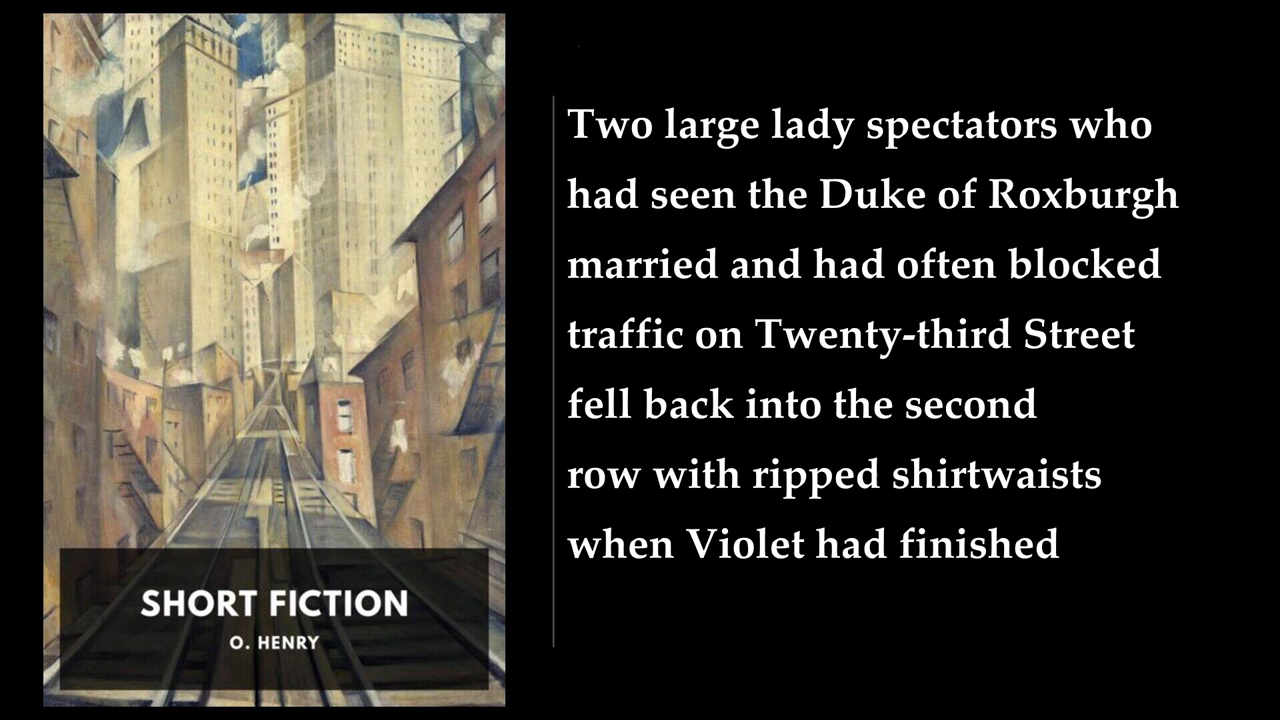 SHORT FICTION
O. HENRY
Two large lady spectators who
had seen the Duke of Roxburgh
married and had often blocked
traffic on Twenty-third Street
fell back into the second
row with ripped shirtwaists
when Violet had finished